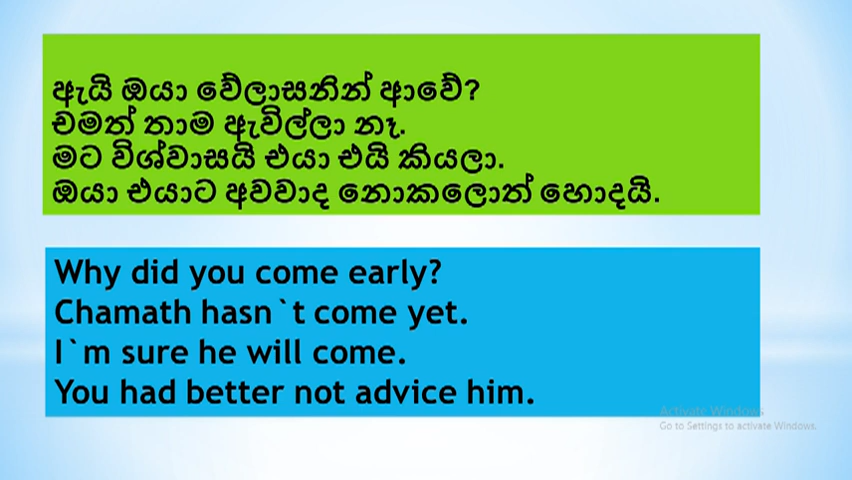 ඇයි ඔයා වේලාසනින් ආවේ?
චමත් තාම ඇවිල්ලා නෑ.
මට විශ්වාසයි එයා එයි කියලා.
ඔයා එයාට අවවාද නොකලොත් හොදයි.
Why did you come early?
Chamath hasn`t come yet.
I`m sure he will come.
You had better not advice him.
Activate Windows
Go to Settings to activate Windows.